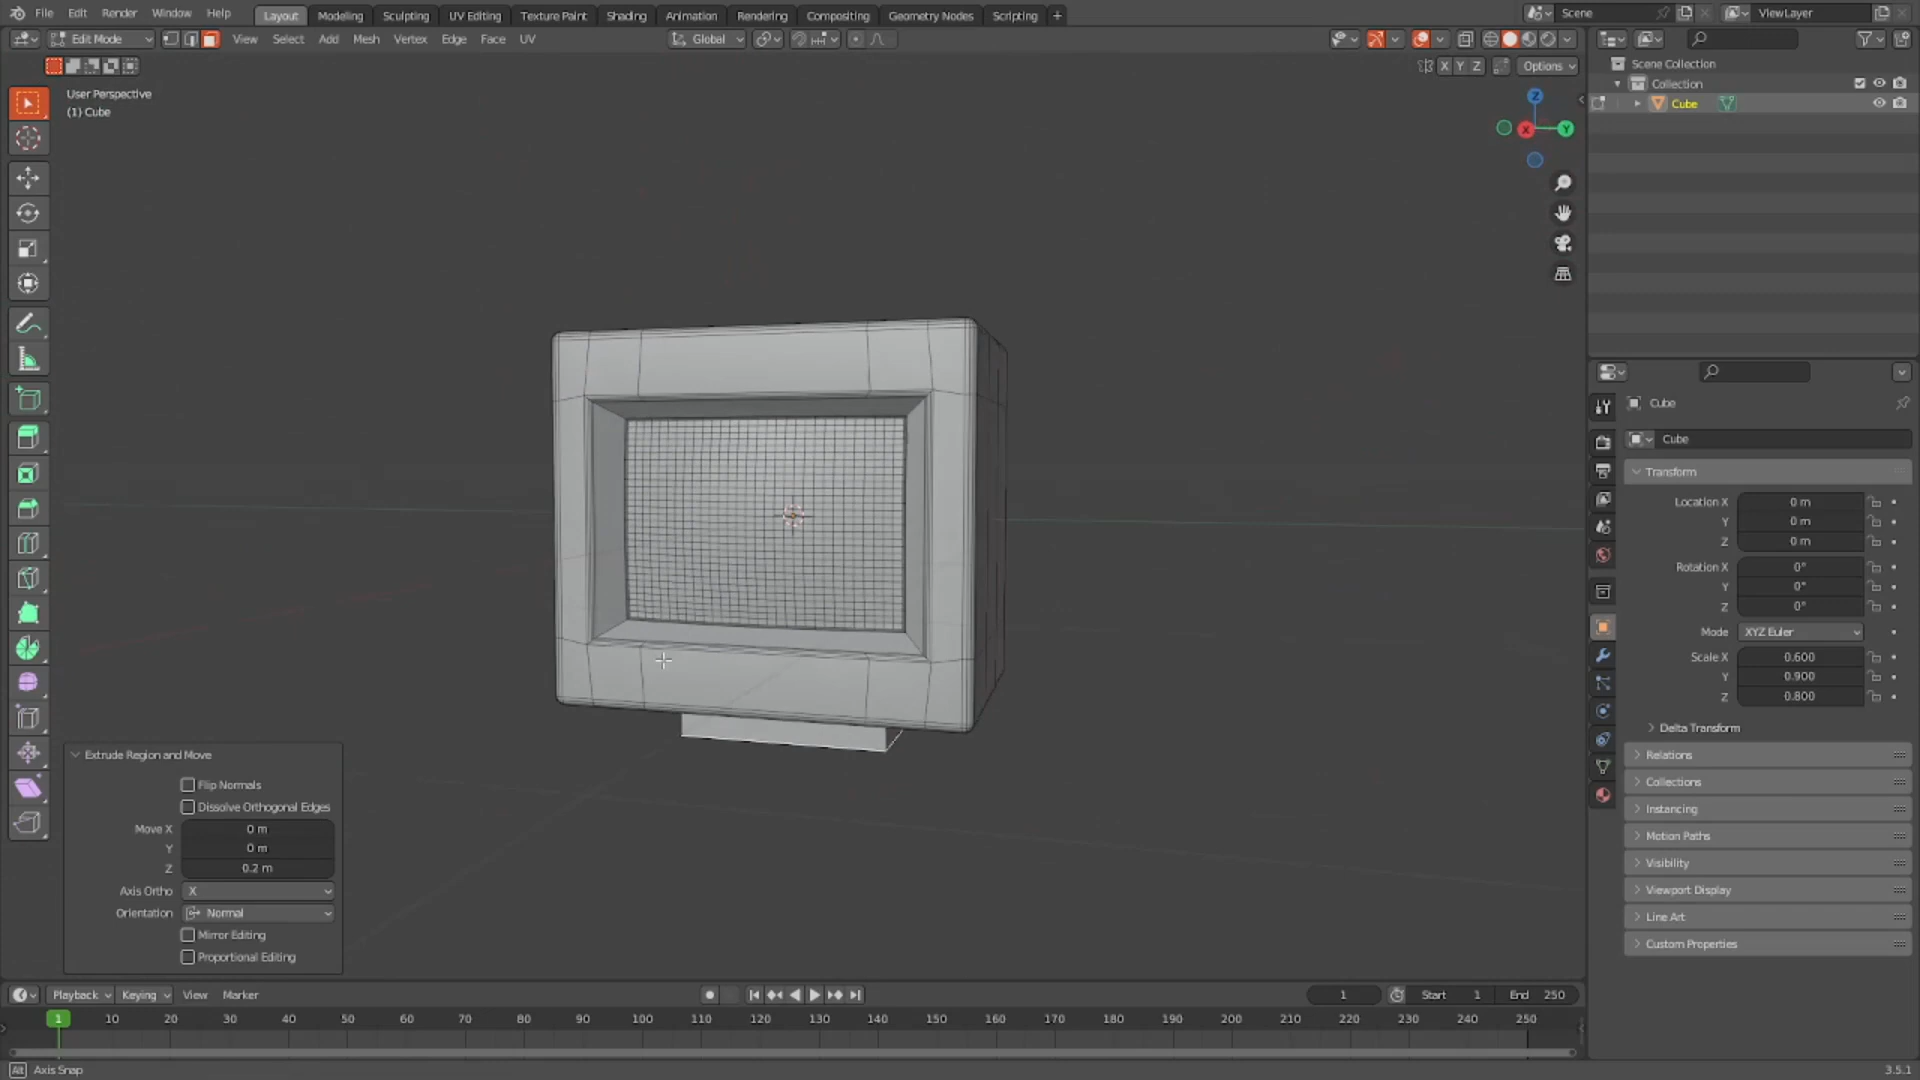 File Edit Render Window Help Layout Modeling Sculpting UV Editing Texture Paint Shading Animation Rendering Compositing Geometry Nodes Scripting + Scene ViewLayer
Edit Mode View Select Add Mesh Vertex Edge Face UV Global
X Y Z Options
User Perspective
(1) Cube
Z
X Y
Scene Collection
Collection
Cube
Cube
Cube
Transform
Location X 0 m
Y 0 m
Z 0 m
Rotation X 0°
Y 0°
Z 0°
Mode XYZ Euler
Scale X 0.600
Y 0.900
Z 0.800
Delta Transform
Relations
Collections
Instancing
Motion Paths
Visibility
Viewport Display
Line Art
Custom Properties
Extrude Region and Move
Flip Normals
Dissolve Orthogonal Edges
Move X 0 m
Y 0 m
Z 0.2 m
Axis Ortho X
Orientation Normal
Mirror Editing
Proportional Editing
Playback Keying View Marker 1 Start 1 End 250
1 10 20 30 40 50 60 70 80 90 100 110 120 130 140 150 160 170 180 190 200 210 220 230 240 250
Alt Axis Snap 3.5.1